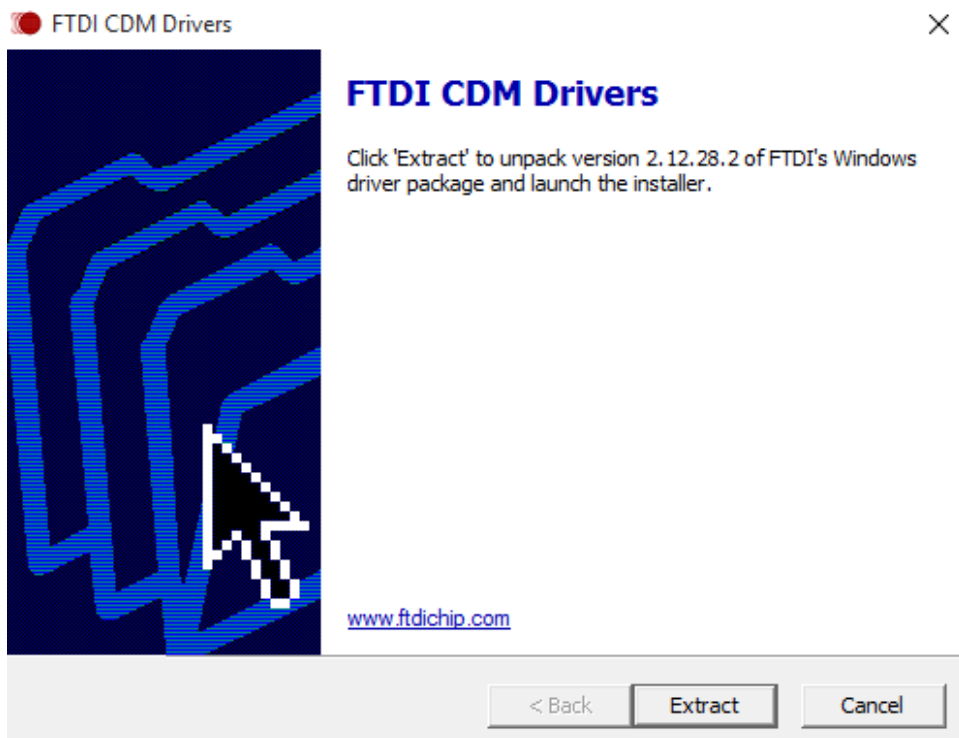 FTDI CDM Drivers
FTDI CDM Drivers
Click 'Extract' to unpack version 2.12.28.2 of FTDI's Windows
driver package and launch the installer.
www.ftdichip.com
< Back
Extract
Cancel